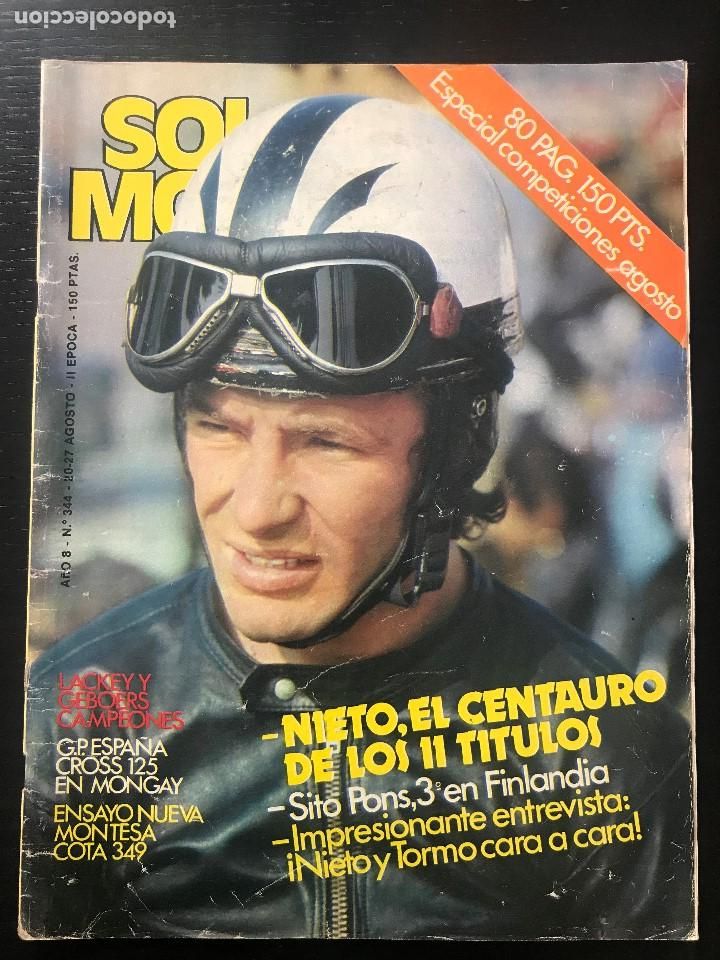 todocoleccion
SOL
MO
80 PAG. 150 PTS.
Especial competiciones agosto
AÑO 8 - N.º 344 - 20-27 AGOSTO - II EPOCA - 150 PTAS.
LACKEY Y
GEBOERS
CAMPEONES
G.P. ESPAÑA
CROSS 125
EN MONGAY
ENSAYO NUEVA
MONTESA
COTA 349
-NIETO, EL CENTAURO
DE LOS 11 TITULOS
-Sito Pons, 3º en Finlandia
-Impresionante entrevista:
¡Nieto y Tormo cara a cara!